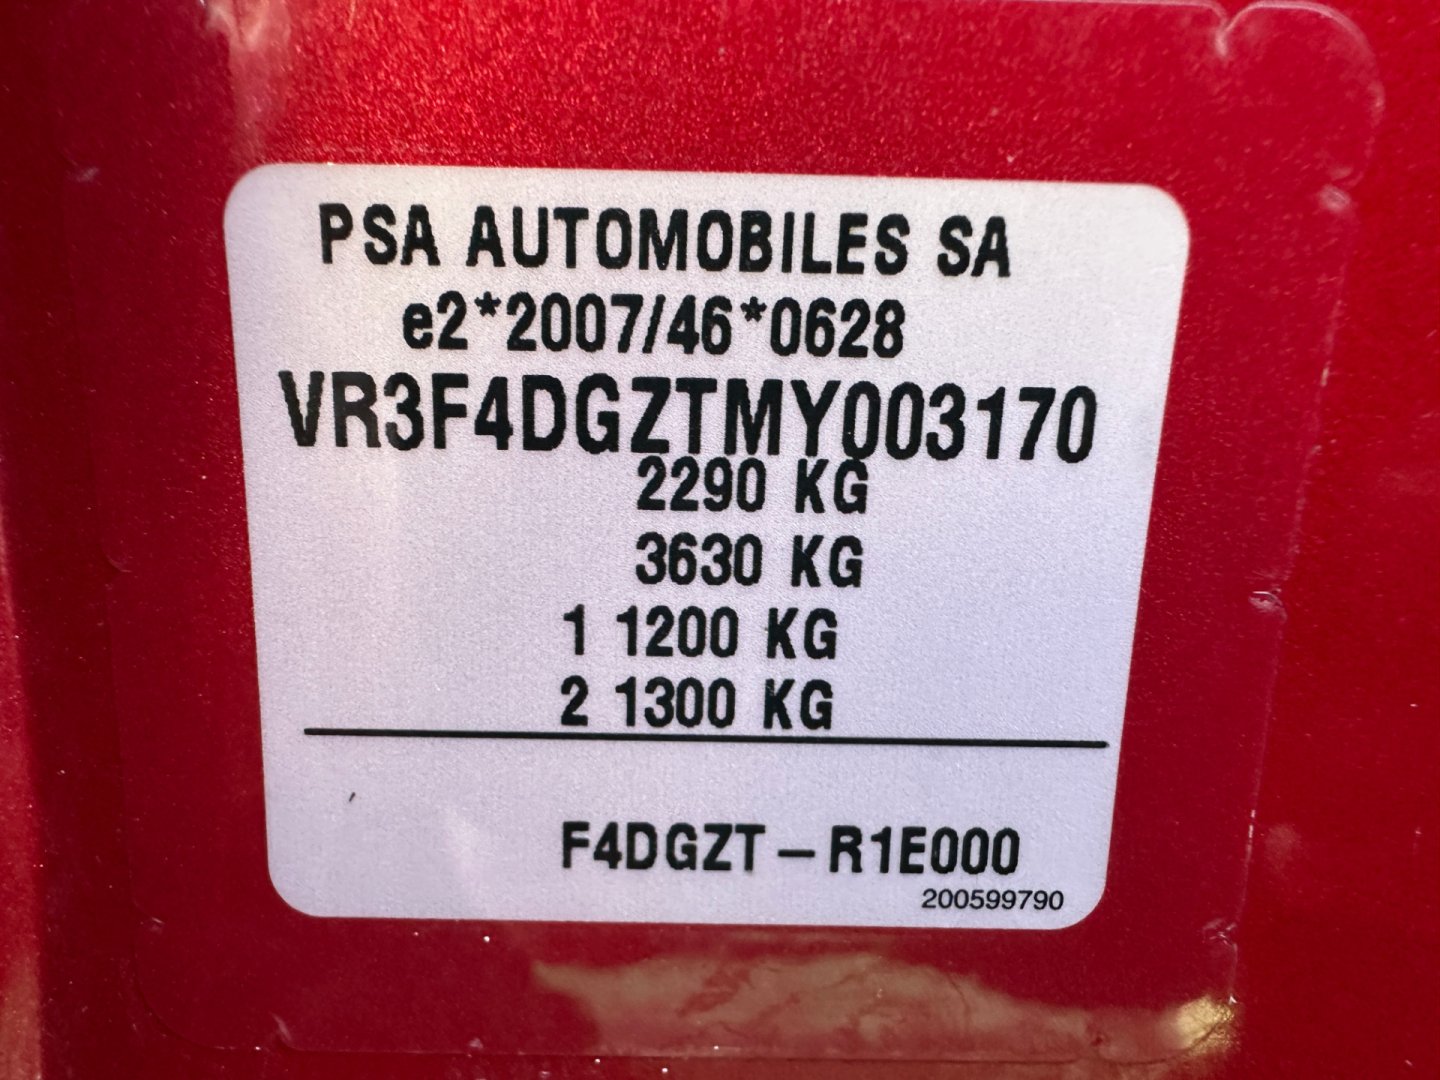 PSA AUTOMOBILES SA
e2*2007/46*0628
VR3F4DGZTMY003170
2290 KG
3630 KG
1 1200 KG
2 1300 KG
F4DGZT – R1E000
200599790